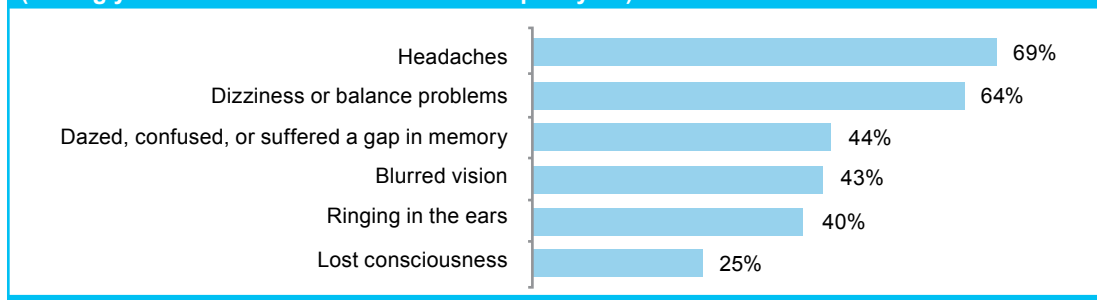 Headaches 69%
Dizziness or balance problems 64%
Dazed, confused, or suffered a gap in memory 44%
Blurred vision 43%
Ringing in the ears 40%
Lost consciousness 25%